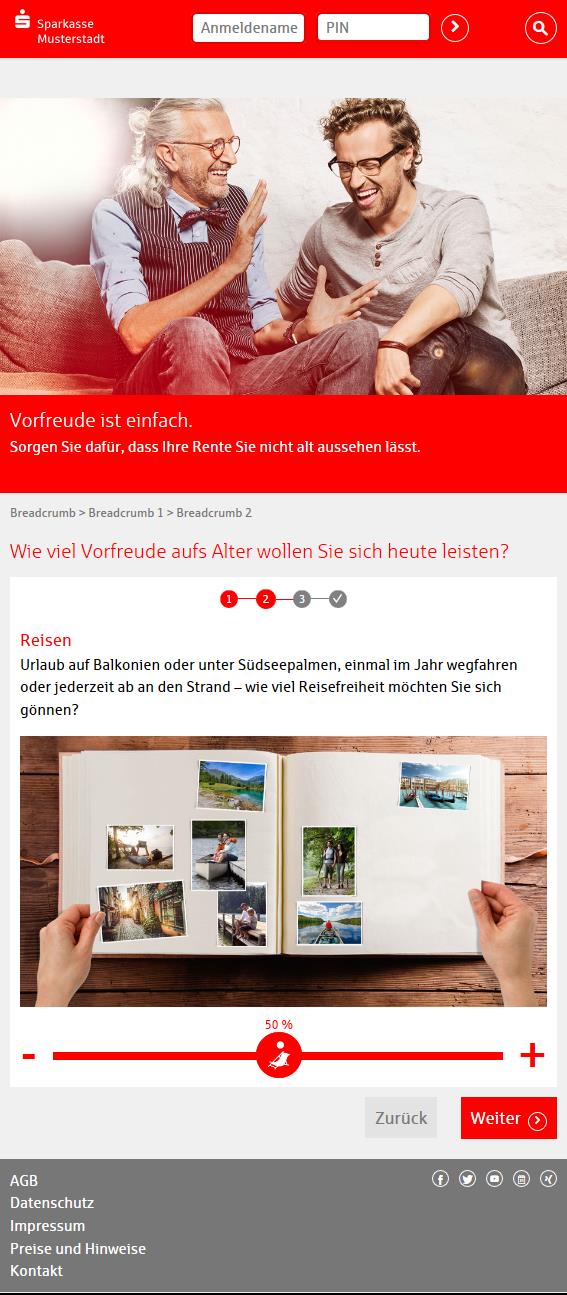 Sparkasse
Musterstadt
Anmeldename
PIN
Vorfreude ist einfach.
Sorgen Sie dafür, dass Ihre Rente Sie nicht alt aussehen lässt.
Breadcrumb > Breadcrumb 1 > Breadcrumb 2
Wie viel Vorfreude aufs Alter wollen Sie sich heute leisten?
1 2 3
Reisen
Urlaub auf Balkonien oder unter Südseepalmen, einmal im Jahr wegfahren
oder jederzeit ab an den Strand – wie viel Reisefreiheit möchten Sie sich
gönnen?
50 %
- +
Zurück
Weiter
AGB
Datenschutz
Impressum
Preise und Hinweise
Kontakt